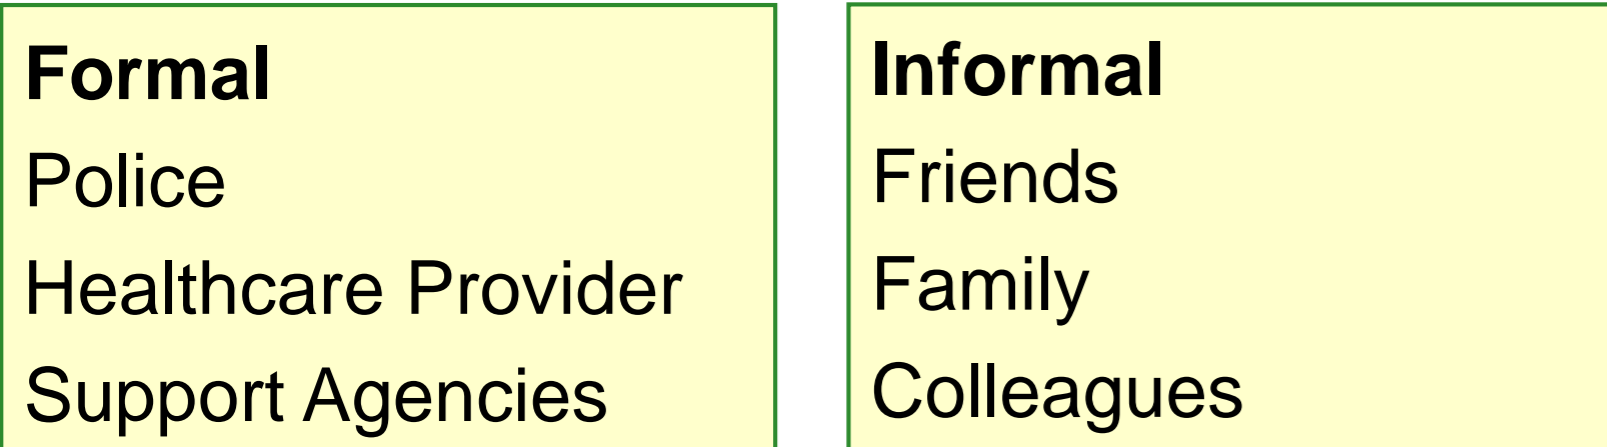 Formal
Police
Healthcare Provider
Support Agencies
Informal
Friends
Family
Colleagues